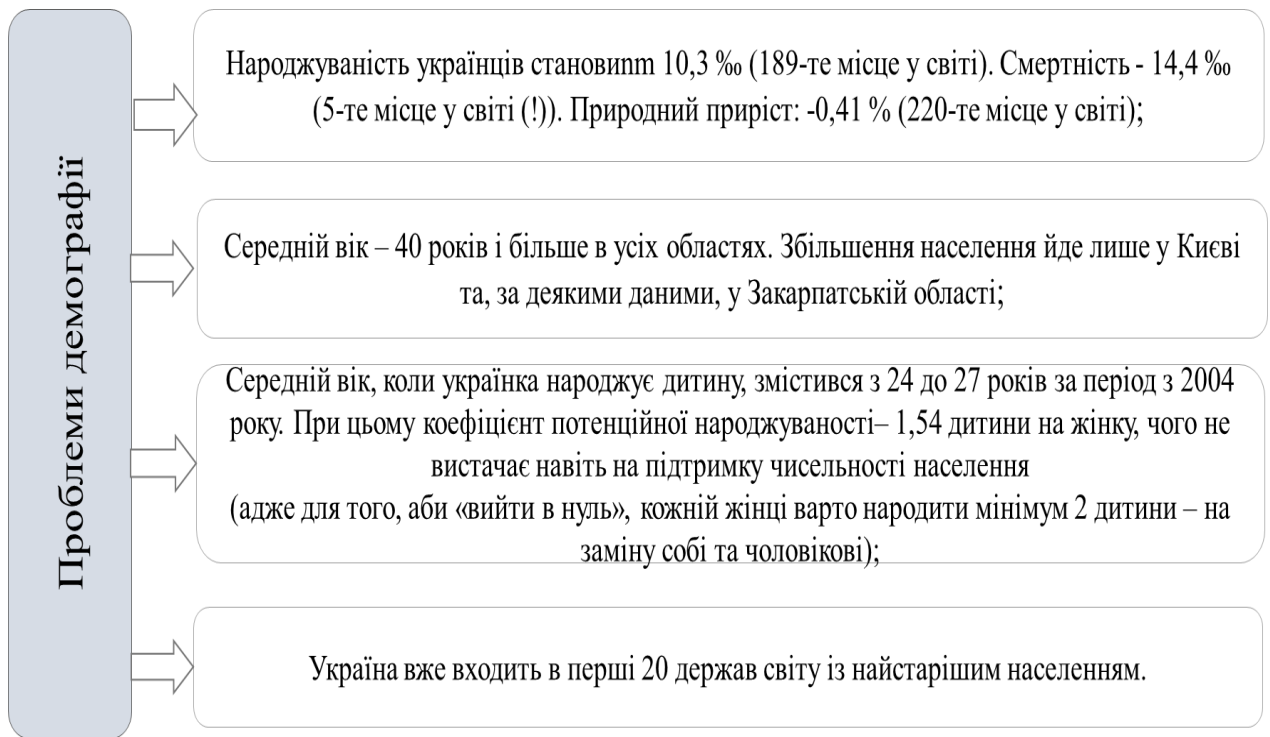 Проблеми демографії
Народжуваність українців становиnm 10,3 ‰ (189-те місце у світі). Смертність - 14,4 ‰
(5-те місце у світі (!)). Природний приріст: -0,41 % (220-те місце у світі);
Середній вік – 40 років і більше в усіх областях. Збільшення населення йде лише у Києві
та, за деякими даними, у Закарпатській області;
Середній вік, коли українка народжує дитину, змістився з 24 до 27 років за період з 2004
року. При цьому коефіцієнт потенційної народжуваності– 1,54 дитини на жінку, чого не
вистачає навіть на підтримку чисельності населення
(адже для того, аби «вийти в нуль», кожній жінці варто народити мінімум 2 дитини – на
заміну собі та чоловікові);
Україна вже входить в перші 20 держав світу із найстарішим населенням.